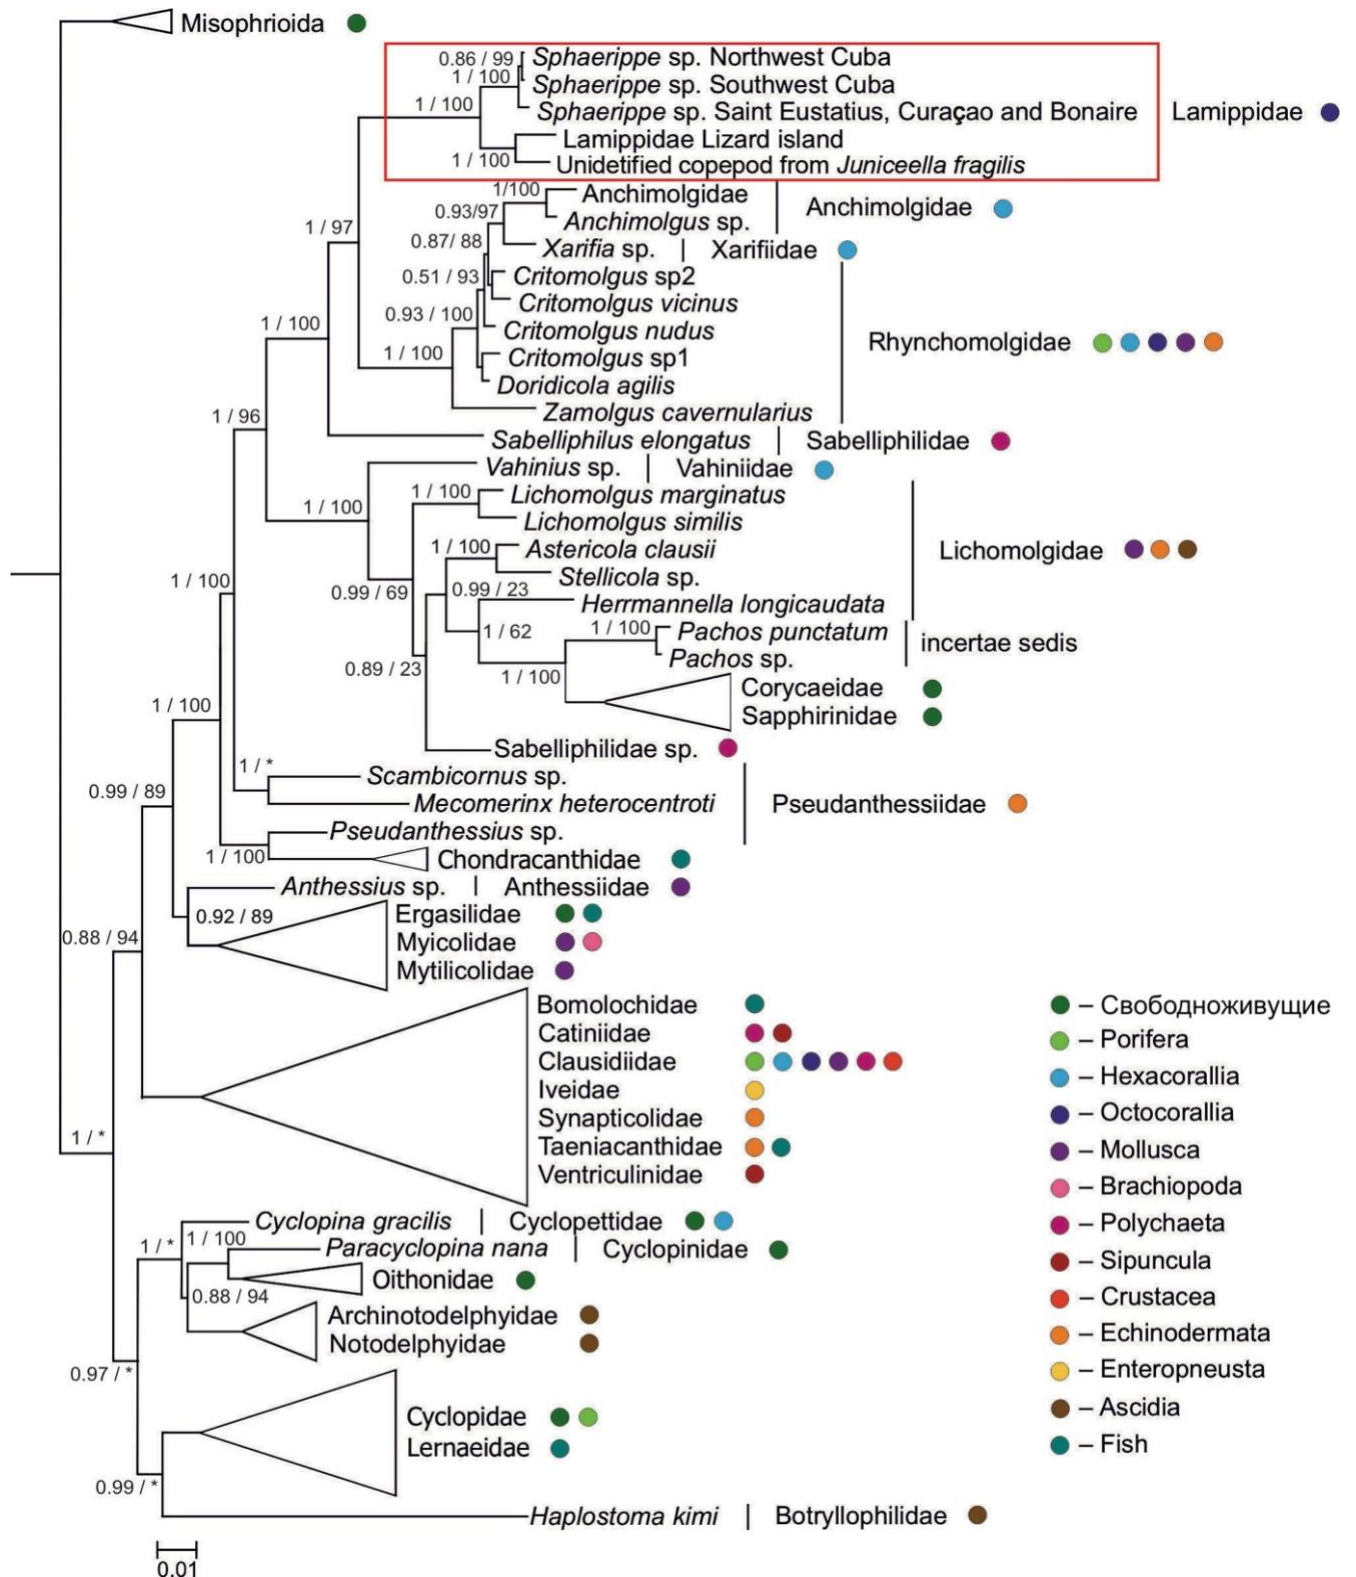 Misophrioida
0.86 / 99
Sphaerippe sp. Northwest Cuba
1 / 100
Sphaerippe sp. Southwest Cuba
1 / 100
Sphaerippe sp. Saint Eustatius, Curaçao and Bonaire
Lamippidae
Lamippidae Lizard island
1 / 100
Unidetified copepod from Juniceella fragilis
1/100
Anchimolgidae
Anchimolgidae
0.93/97
Anchimolgus sp.
1 / 97
0.87/ 88
Xarifia sp. | Xarifiidae
0.51 / 93
Critomolgus sp2
Critomolgus vicinus
0.93 / 100
1 / 100
Critomolgus nudus
Rhynchomolgidae
1 / 100
Critomolgus sp1
Doridicola agilis
1 / 96
Zamolgus cavernularius
Sabelliphilus elongatus | Sabelliphilidae
Vahinius sp. | Vahiniidae
1 / 100
1 / 100
Lichomolgus marginatus
Lichomolgus similis
1 / 100
Astericola clausii
Lichomolgidae
1 / 100
Stellicola sp.
0.99 / 69
0.99 / 23
Herrmannella longicaudata
1 / 62
1 / 100
Pachos punctatum
incertae sedis
0.89 / 23
Pachos sp.
1 / 100
Corycaeidae
1 / 100
Sapphirinidae
Sabelliphilidae sp.
1 / *
Scambicornus sp.
0.99 / 89
Mecomerinx heterocentroti
Pseudanthessiidae
Pseudanthessius sp.
1 / 100
Chondracanthidae
Anthessius sp. | Anthessiidae
0.92 / 89
Ergasilidae
0.88 / 94
Myicolidae
Mytilicolidae
Bomolochidae
Catiniidae
Clausidiidae
Iveidae
Synapticolidae
1 / *
Taeniacanthidae
Ventriculinidae
Cyclopina gracilis | Cyclopettidae
1 / *
1 / 100
Paracyclopina nana | Cyclopinidae
Oithonidae
0.88 / 94
Archinotodelphyidae
Notodelphyidae
0.97 / *
Cyclopidae
Lernaeidae
0.99 / *
Haplostoma kimi | Botryllophilidae
0.01
– Свободноживущие
– Porifera
– Hexacorallia
– Octocorallia
– Mollusca
– Brachiopoda
– Polychaeta
– Sipuncula
– Crustacea
– Echinodermata
– Enteropneusta
– Ascidia
– Fish